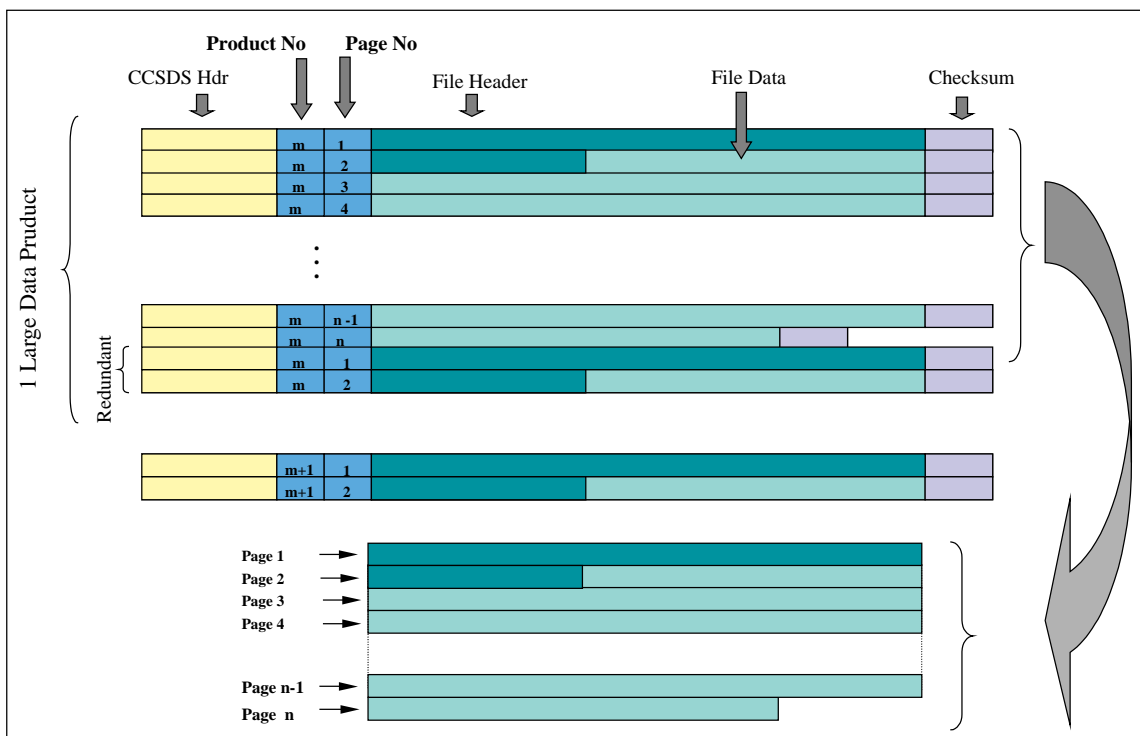 Product No Page No
CCSDS Hdr File Header File Data Checksum
1 Large Data Pruduct
m 1
m 2
m 3
m 4
...
m n -1
m n
Redundant
m 1
m 2
m+1 1
m+1 2
Page 1
Page 2
Page 3
Page 4
Page n-1
Page n